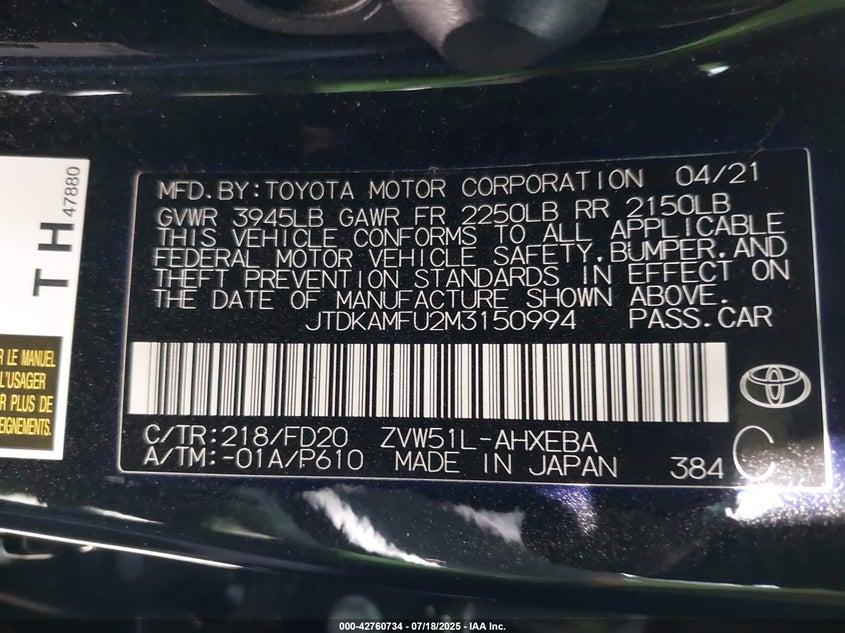 MFD.BY:TOYOTA MOTOR CORPORATION 04/21
GVWR 3945LB GAWR FR 2250LB RR 2150LB
THIS VEHICLE CONFORMS TO ALL APPLICABLE
FEDERAL MOTOR VEHICLE SAFETY,BUMPER,AND
THEFT PREVENTION STANDARDS IN EFFECT ON
THE DATE OF MANUFACTURE SHOWN ABOVE.
JTDKAMFU2M3150994 PASS.CAR
C/TR:218/FD20 ZVW51L-AHXEBA
A/TM:-01A/P610 MADE IN JAPAN 384 C
TH
47880
R LE MANUEL
L'USAGER
R PLUS DE
EIGNEMENTS.
000-42760734 - 07/18/2025 - IAA Inc.